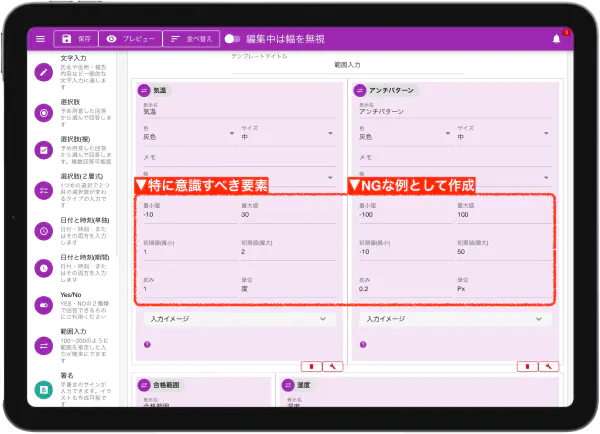 保存
プレビュー
並べ替え
編集中は幅を無視
テンプレートタイトル
範囲入力
文字入力
氏名や住所・報告
内容など一般的な
文字入力に適しま
す
選択肢
予め用意した回答
から選んで回答しま
す
選択肢(複)
予め用意した回答
から選んで回答しま
す。複数回答可能版
選択肢(2層式)
1つめの選択で2つ
目の選択肢が変わ
るタイプの入力です
日付と時刻(単独)
日付・時刻・また
はその両方を入力
します
日付と時刻(期間)
日付・時刻・また
はその両方を入力
します
Yes/No
YES・NOの2種類
で回答できるもの
にご利用ください
範囲入力
100〜200のように
範囲を指定した入
力が簡単にできま
す
署名
手書きのサインが
入力できます。イラ
ストも作成可能で
す
気温
表示名
気温
色
灰色
サイズ
中
メモ
幅
▼特に意識すべき要素
最小値
-10
最大値
30
初期値(最小)
1
初期値(最大)
2
刻み
1
単位
度
入力イメージ
アンチパターン
表示名
アンチパターン
色
灰色
サイズ
中
メモ
▼NGな例として作成
最小値
-100
最大値
100
初期値(最小)
-10
初期値(最大)
50
刻み
0.2
単位
Px
入力イメージ
合格範囲
表示名
合格範囲
湿度
表示名
湿度